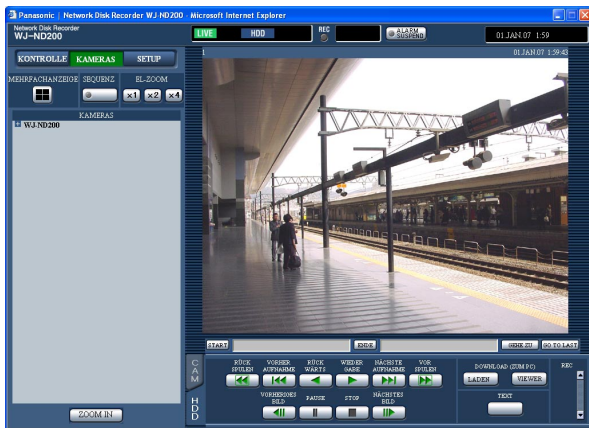 Panasonic | Network Disk Recorder WJ-ND200 - Microsoft Internet Explorer
Network Disk Recorder
WJ-ND200
LIVE HDD REC ALARM SUSPEND 01.JAN.07 1:59
KONTROLLE KAMERAS SETUP
1 01.JAN.07 1:59:43
MEHRFACHANZEIGE SEQUENZ EL-ZOOM
x1 x2 x4
KAMERAS
WJ-ND200
START ENDE GEHE ZU GO TO LAST
CAM
RÜCK SPULEN VORHER AUFNAHME RÜCK WÄRTS WIEDER GABE NÄCHSTE AUFNAHME VOR SPULEN
DOWNLOAD (ZUM PC) REC
LADEN VIEWER
HDD
VORHERIGES BILD PAUSE STOP NÄCHSTES BILD
TEXT
ZOOM IN